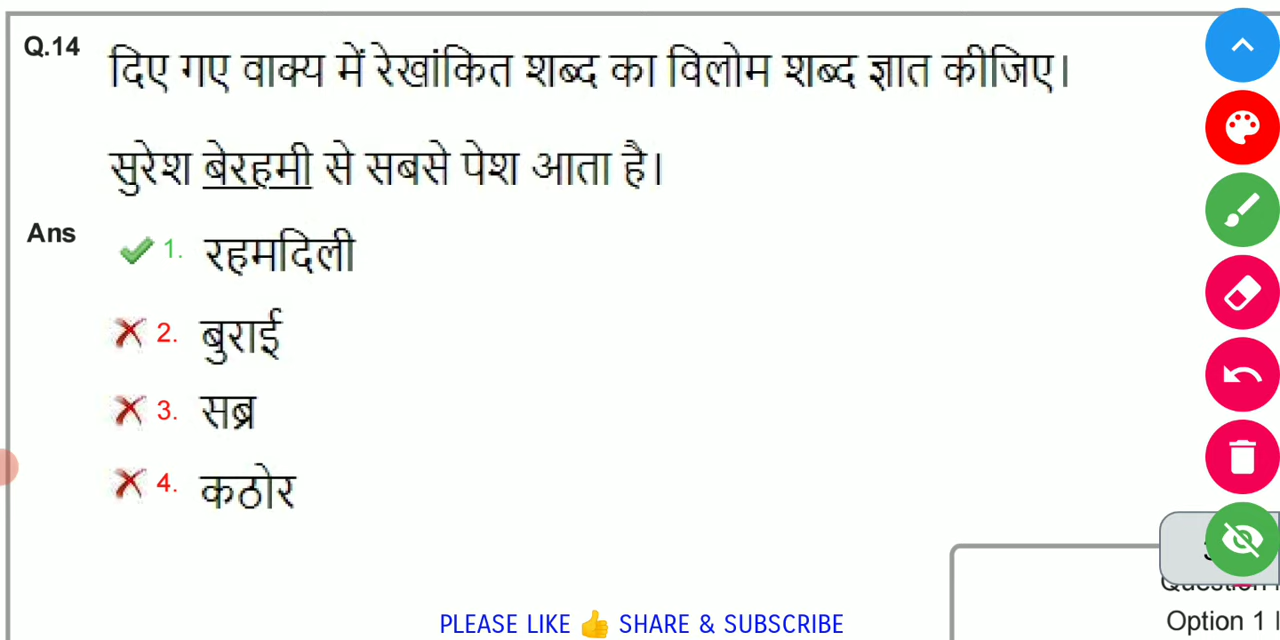 Q.14 दिए गए वाक्य में रेखांकित शब्द का विलोम शब्द ज्ञात कीजिए।
सुरेश बेरहमी से सबसे पेश आता है।
Ans
1. रहमदिली
2. बुराई
3. सब्र
4. कठोर
Option 1
PLEASE LIKE 👍 SHARE & SUBSCRIBE